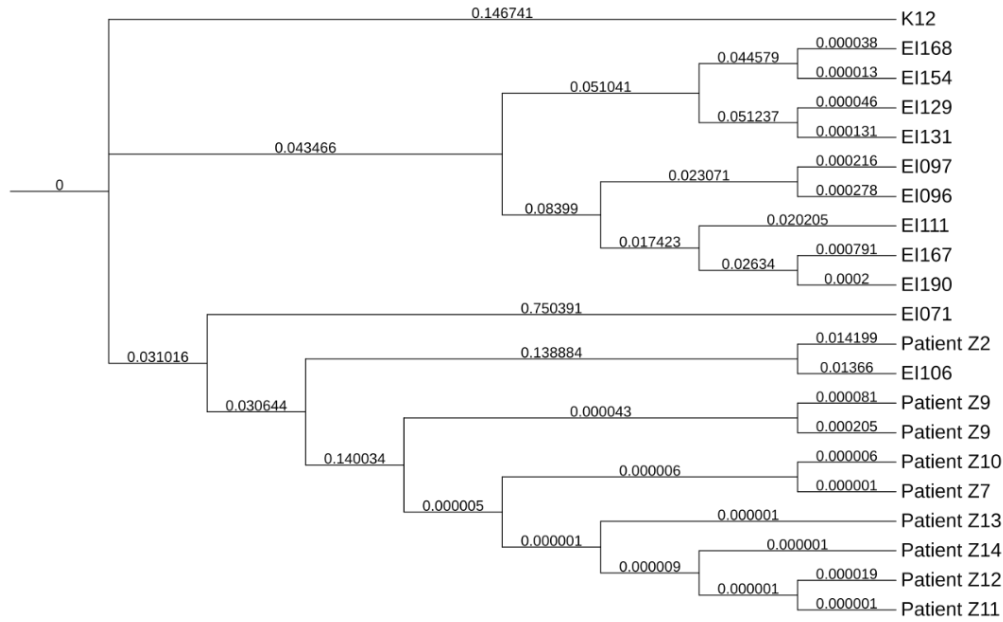 0.146741 K12
0.000038 EI168
0.044579
0.000013 EI154
0.051041
0.000046 EI129
0.051237
0.000131 EI131
0.043466
0.000216 EI097
0.023071
0.000278 EI096
0
0.08399
0.020205 EI111
0.017423
0.000791 EI167
0.02634
0.0002 EI190
0.750391 EI071
0.014199 Patient Z2
0.031016 0.138884
0.01366 EI106
0.000081 Patient Z9
0.030644 0.000043
0.000205 Patient Z9
0.140034
0.000006 Patient Z10
0.000006
0.000001 Patient Z7
0.000005
0.000001 Patient Z13
0.000001
0.000001 Patient Z14
0.000009
0.000019 Patient Z12
0.000001
0.000001 Patient Z11